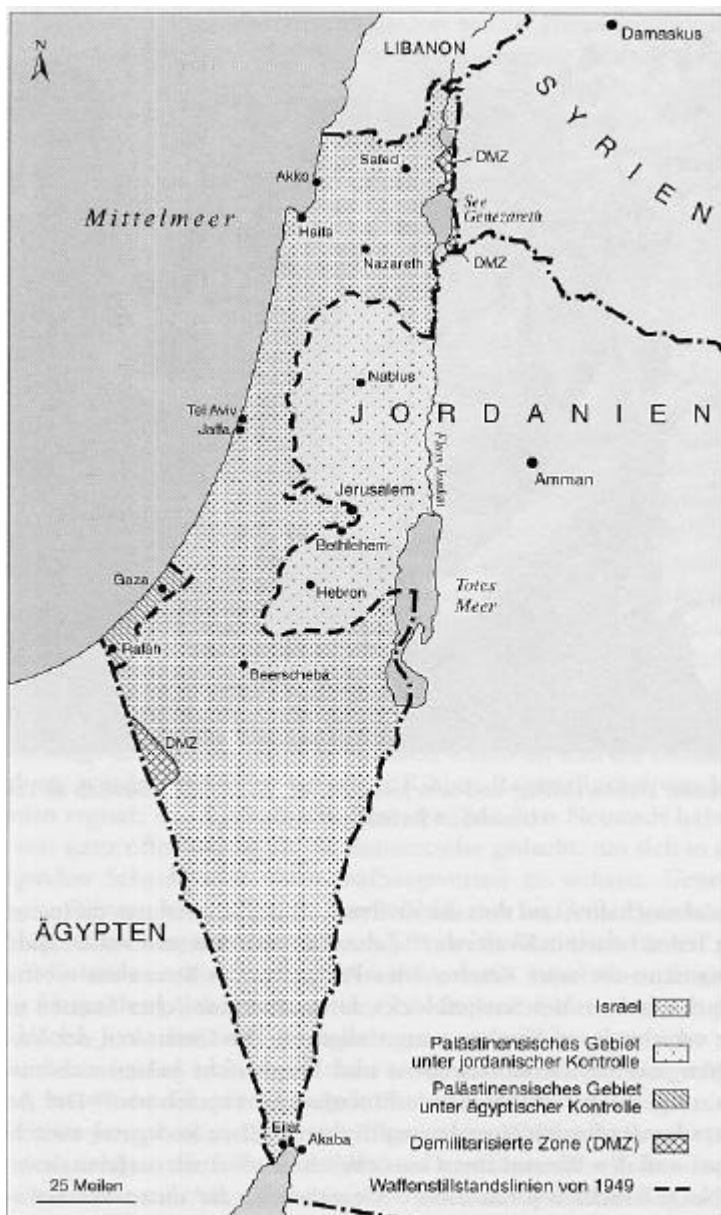 N
LIBANON
Damaskus
SYRIEN
Safed
DMZ
Akko
See
Genezareth
Mittelmeer
Haifa
Nazareth
DMZ
Nablus
Tel Aviv
Jaffa
JORDANIEN
Fluss Jordan
Amman
Jerusalem
Bethlehem
Gaza
Hebron
Totes
Meer
Rafah
Beerscheba
DMZ
ÄGYPTEN
Israel
Palästinensisches Gebiet
unter jordanischer Kontrolle
Palästinensisches Gebiet
unter ägyptischer Kontrolle
Eilat
Akaba
Demilitarisierte Zone (DMZ)
25 Meilen
Waffenstillstandslinien von 1949